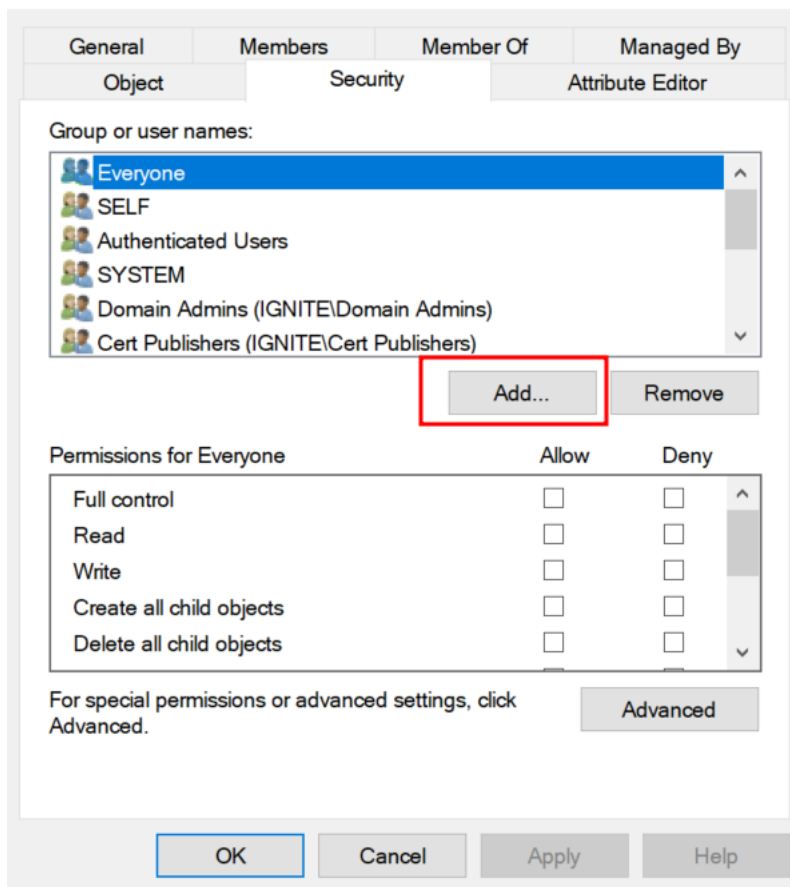 General Members Member Of Managed By
Object Security Attribute Editor
Group or user names:
Everyone
SELF
Authenticated Users
SYSTEM
Domain Admins (IGNITE\Domain Admins)
Cert Publishers (IGNITE\Cert Publishers)
Add... Remove
Permissions for Everyone Allow Deny
Full control
Read
Write
Create all child objects
Delete all child objects
For special permissions or advanced settings, click
Advanced.
Advanced
OK Cancel Apply Help